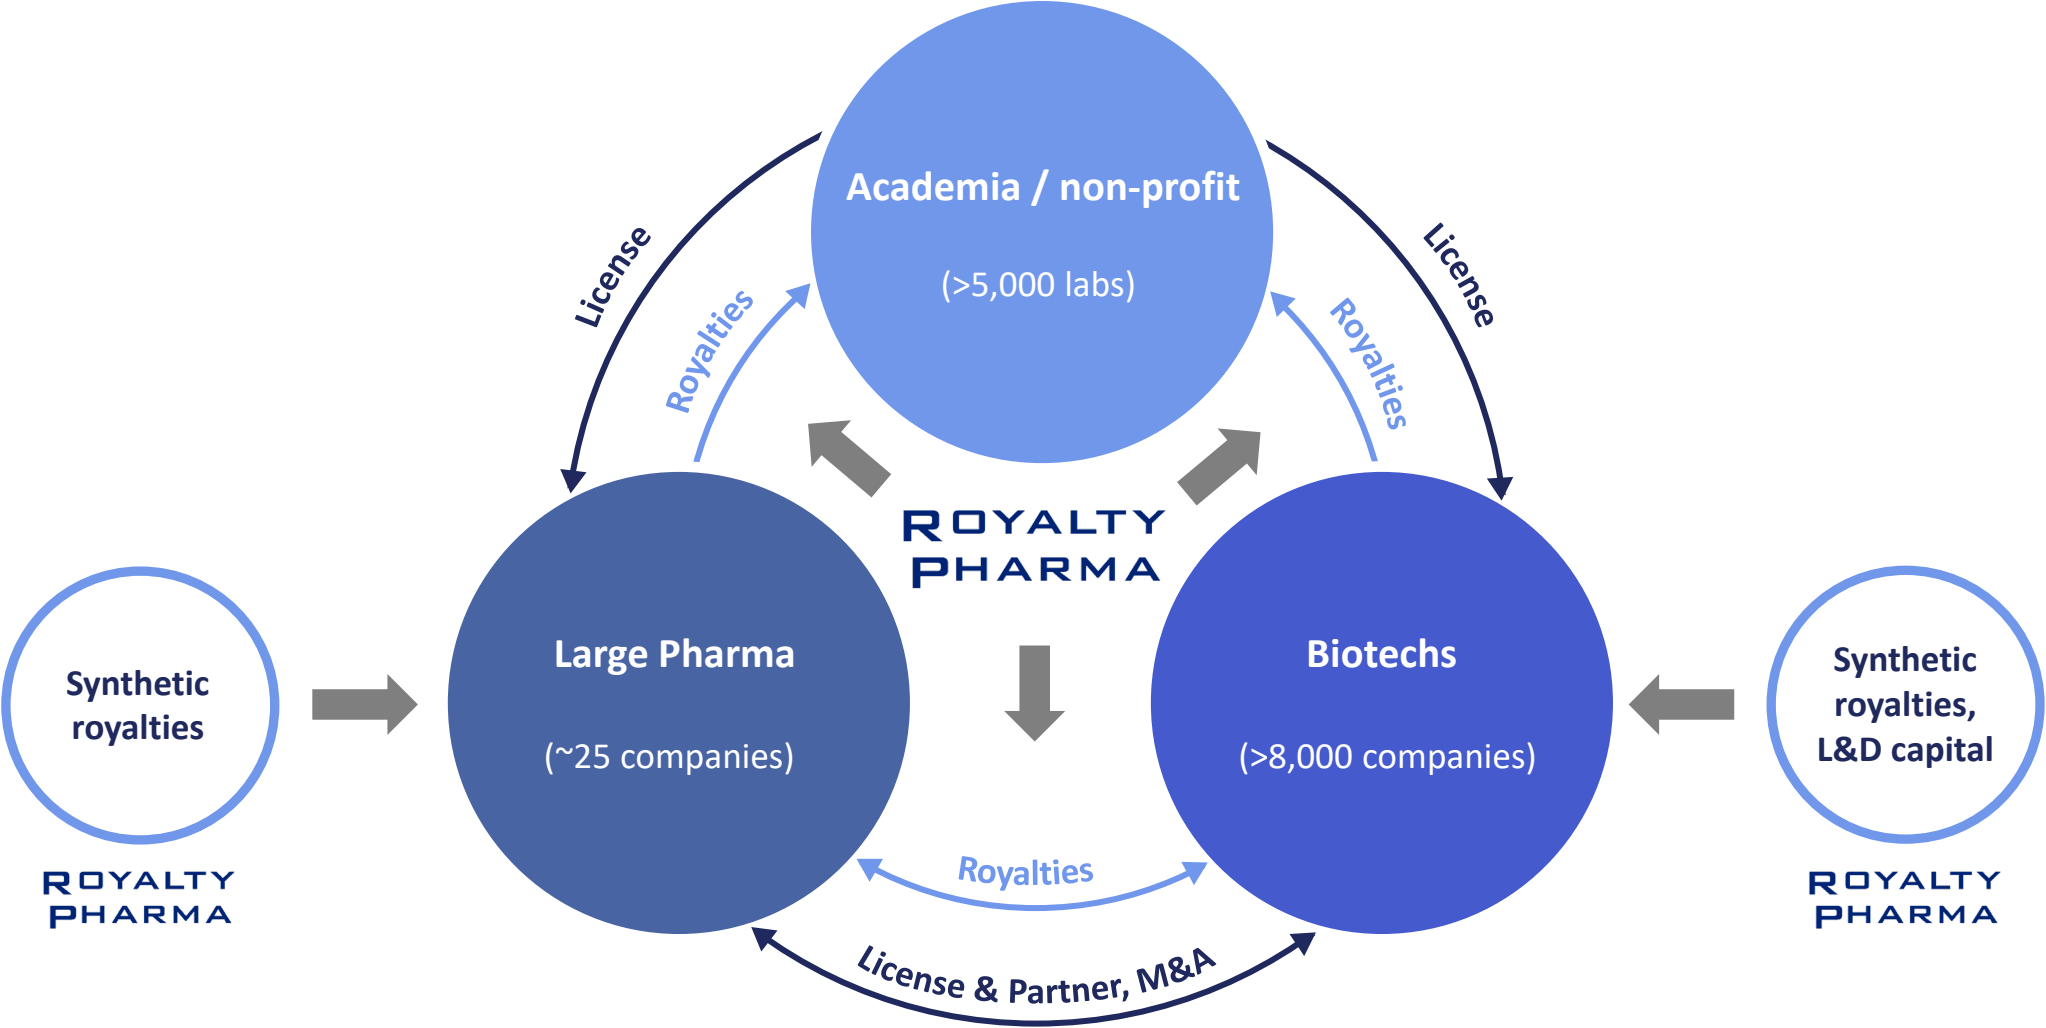 Academia / non-profit
(>5,000 labs)
License
License
Royalties
Royalties
ROYALTY
PHARMA
Large Pharma
(~25 companies)
Biotechs
(>8,000 companies)
Synthetic
royalties
ROYALTY
PHARMA
Synthetic
royalties,
L&D capital
ROYALTY
PHARMA
Royalties
License & Partner, M&A